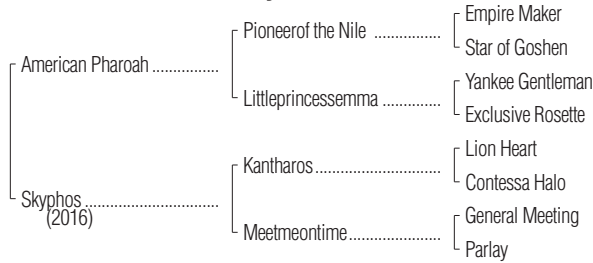 American Pharoah ................
Pioneerof the Nile ................
Empire Maker
Star of Goshen
Littleprincessemma ..............
Yankee Gentleman
Exclusive Rosette
Skyphos ................................
(2016)
Kantharos ..............................
Lion Heart
Contessa Halo
Meetmeontime ......................
General Meeting
Parlay